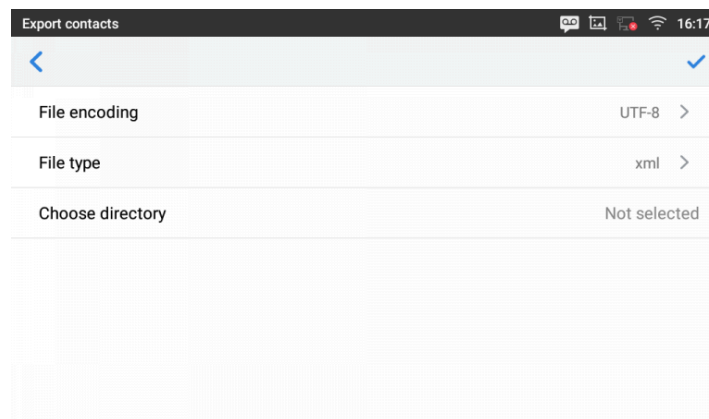 Export contacts 16:17
File encoding UTF-8
File type xml
Choose directory Not selected